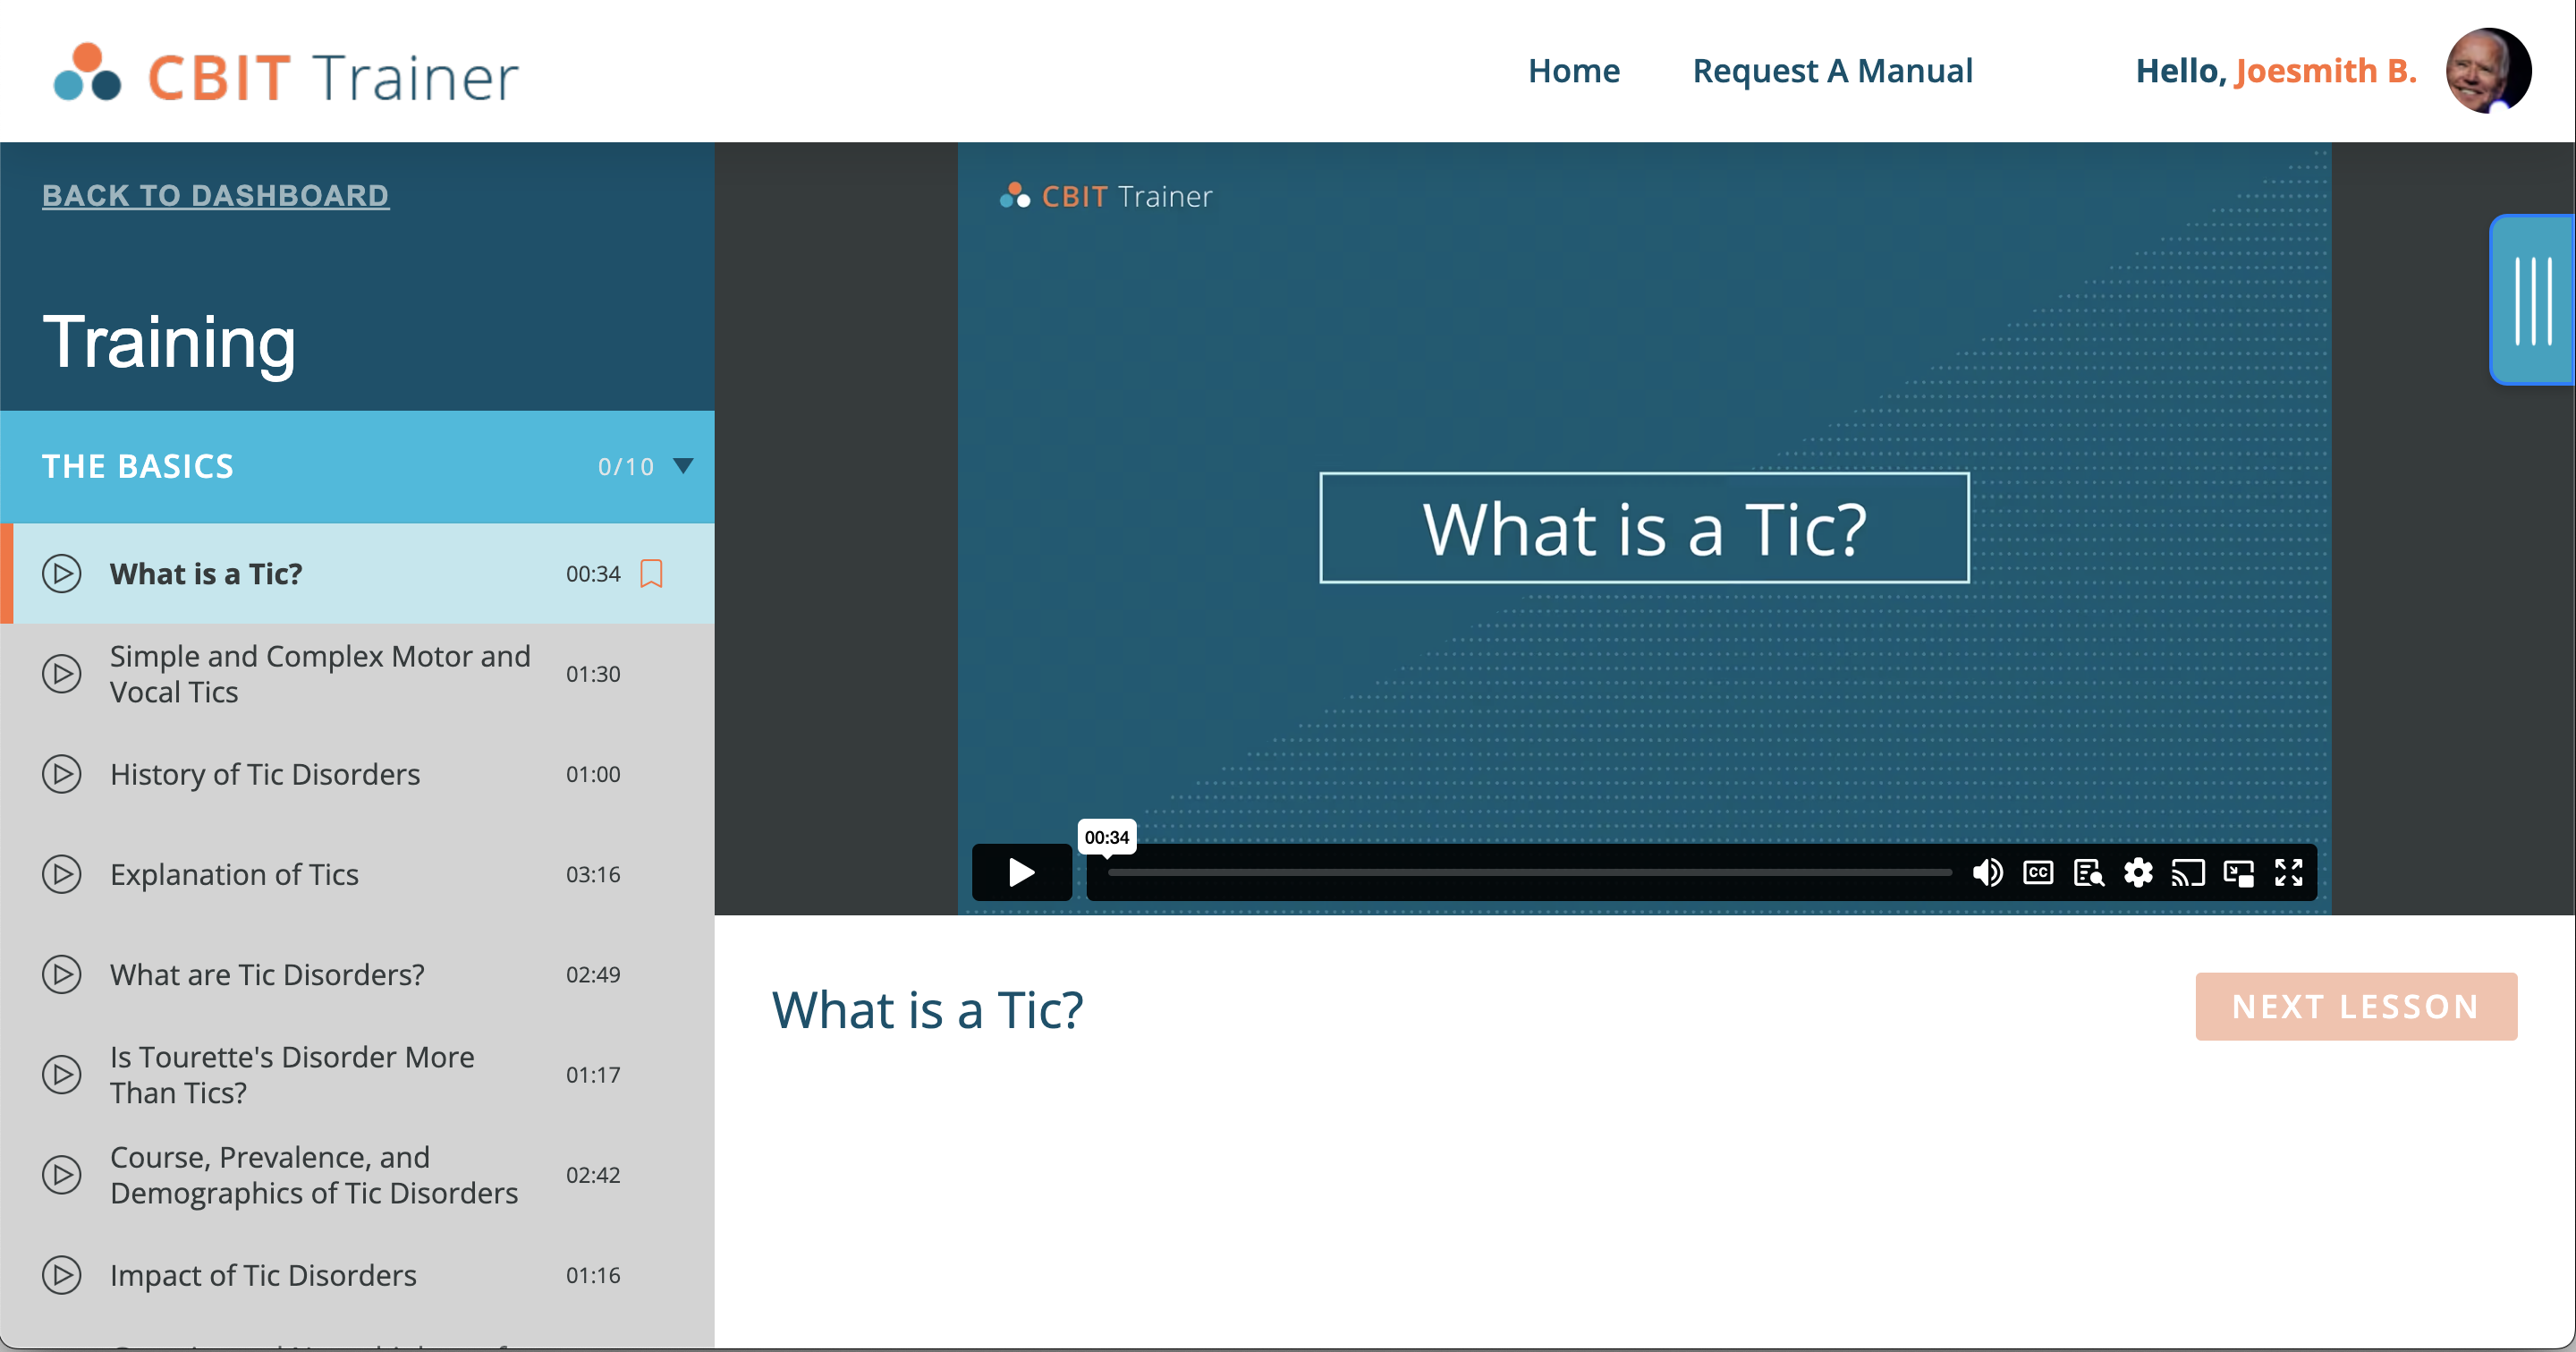 CBIT Trainer
Home
Request A Manual
Hello, Joesmith B.
BACK TO DASHBOARD
Training
THE BASICS
0/10
What is a Tic?
00:34
Simple and Complex Motor and
Vocal Tics
01:30
History of Tic Disorders
01:00
Explanation of Tics
03:16
What are Tic Disorders?
02:49
Is Tourette's Disorder More
Than Tics?
01:17
Course, Prevalence, and
Demographics of Tic Disorders
02:42
Impact of Tic Disorders
01:16
CBIT Trainer
What is a Tic?
00:34
CC
What is a Tic?
NEXT LESSON